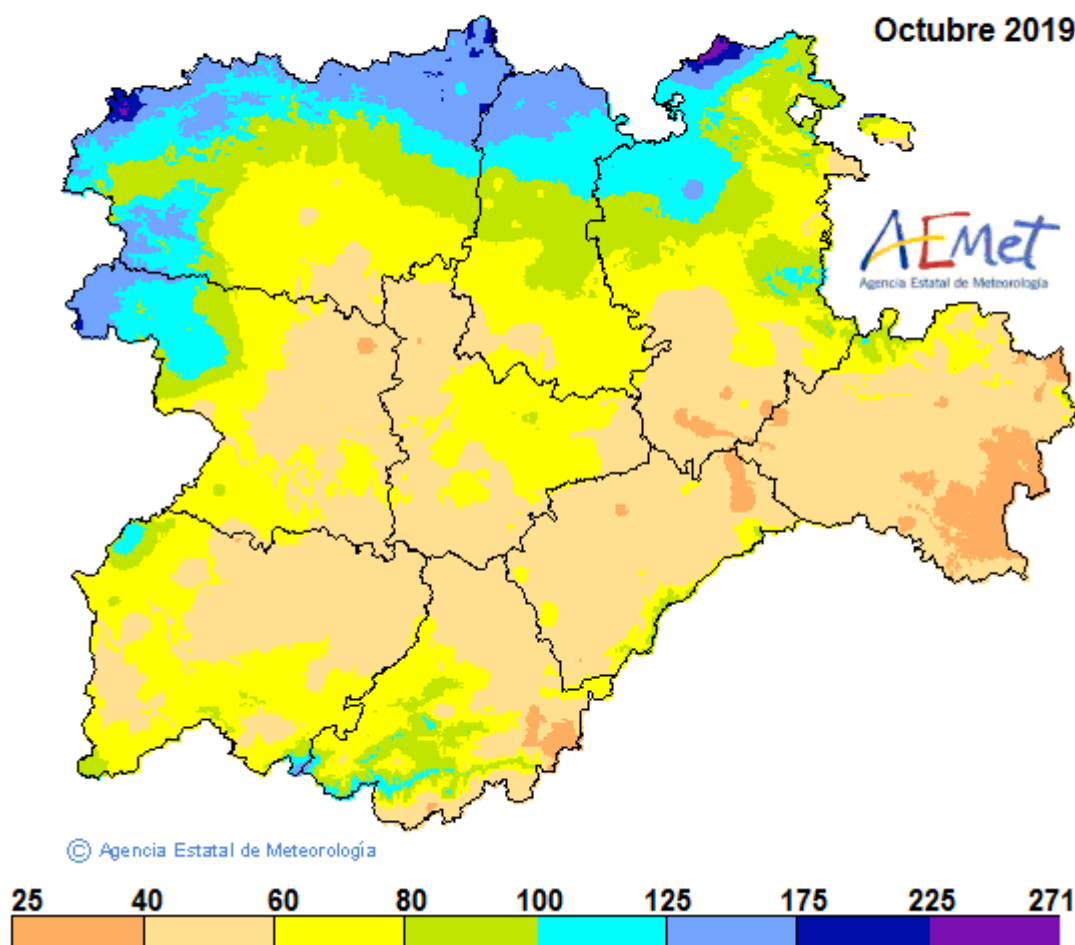 Octubre 2019
AEMet
Agencia Estatal de Meteorología
© Agencia Estatal de Meteorología
25 40 60 80 100 125 175 225 271